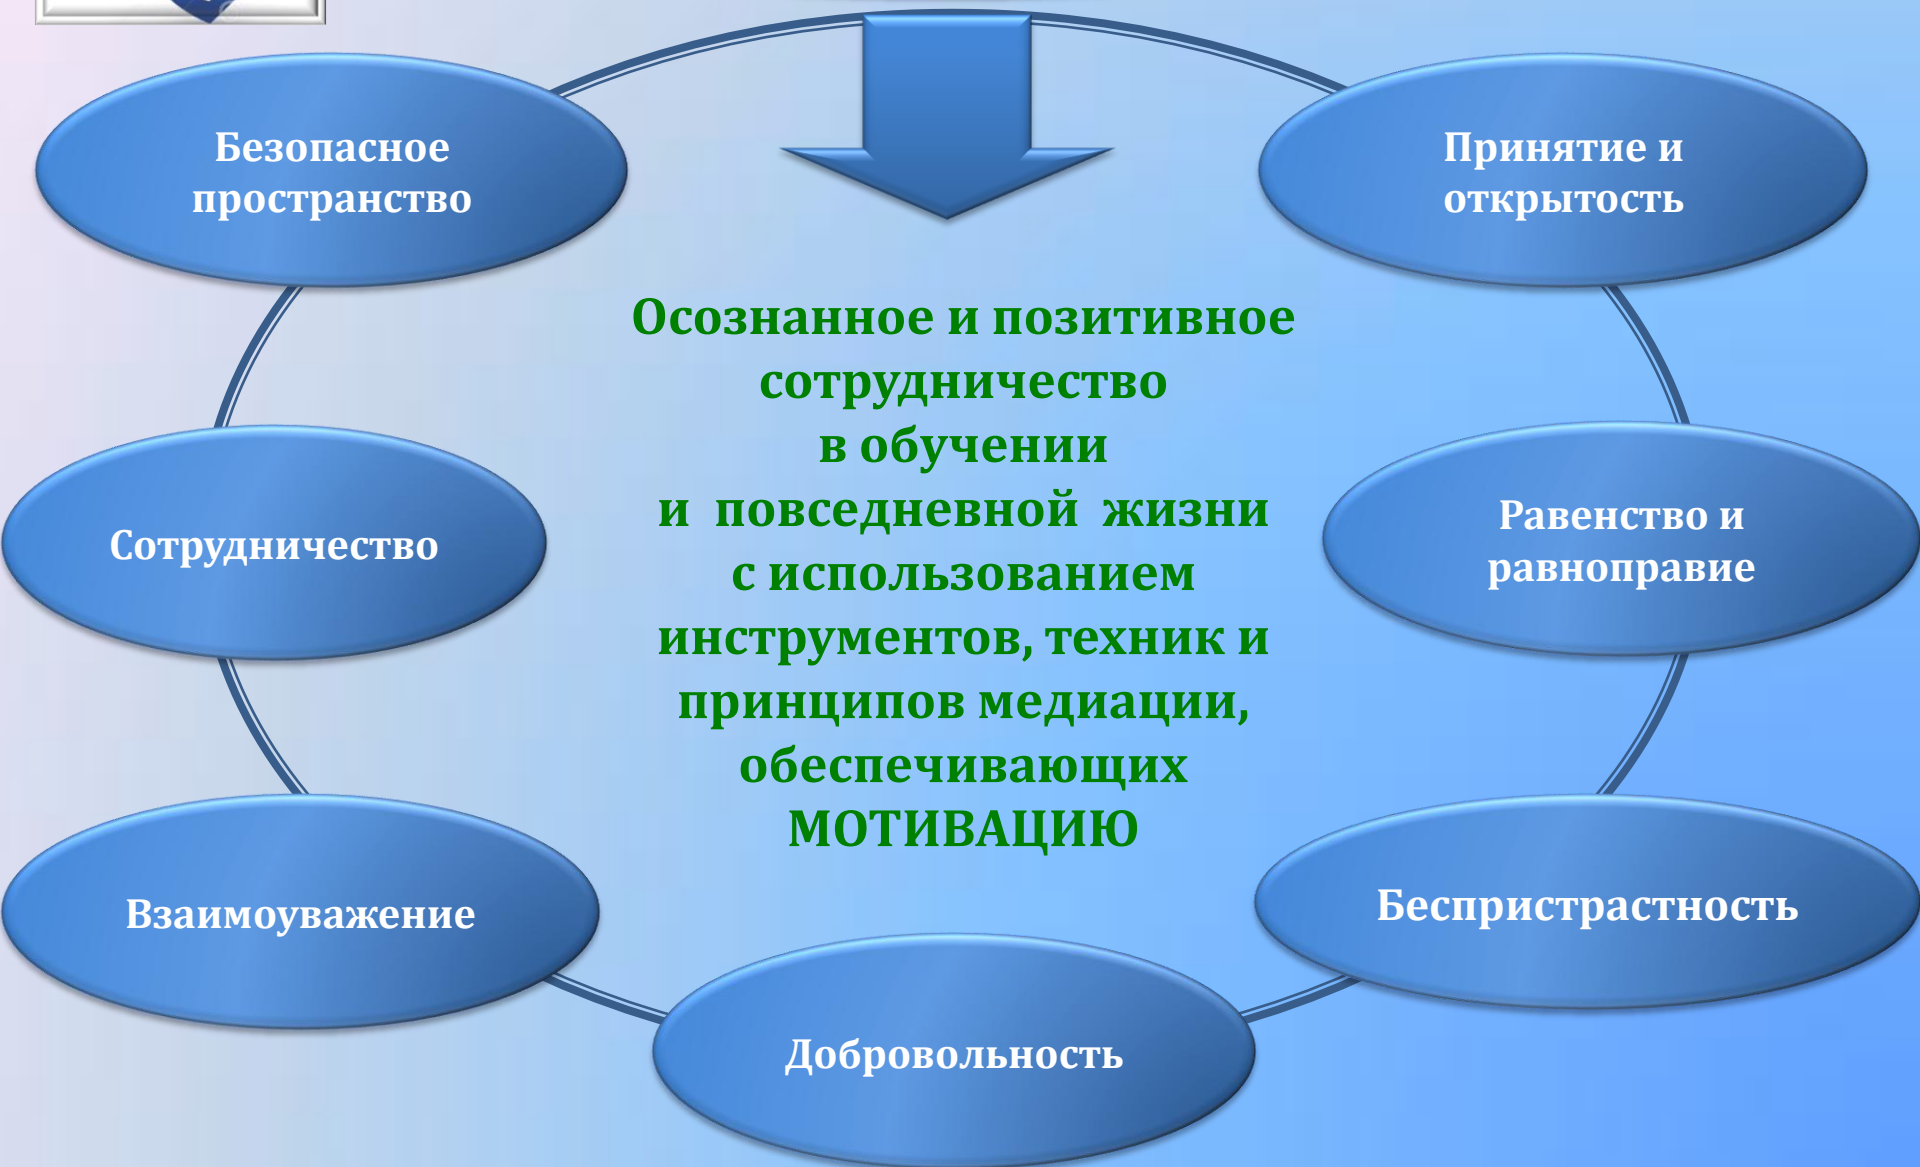 Безопасное
пространство
Принятие и
открытость
Осознанное и позитивное
сотрудничество
в обучении
и повседневной жизни
с использованием
инструментов, техник и
принципов медиации,
обеспечивающих
МОТИВАЦИЮ
Сотрудничество
Равенство и
равноправие
Взаимоуважение
Беспристрастность
Добровольность